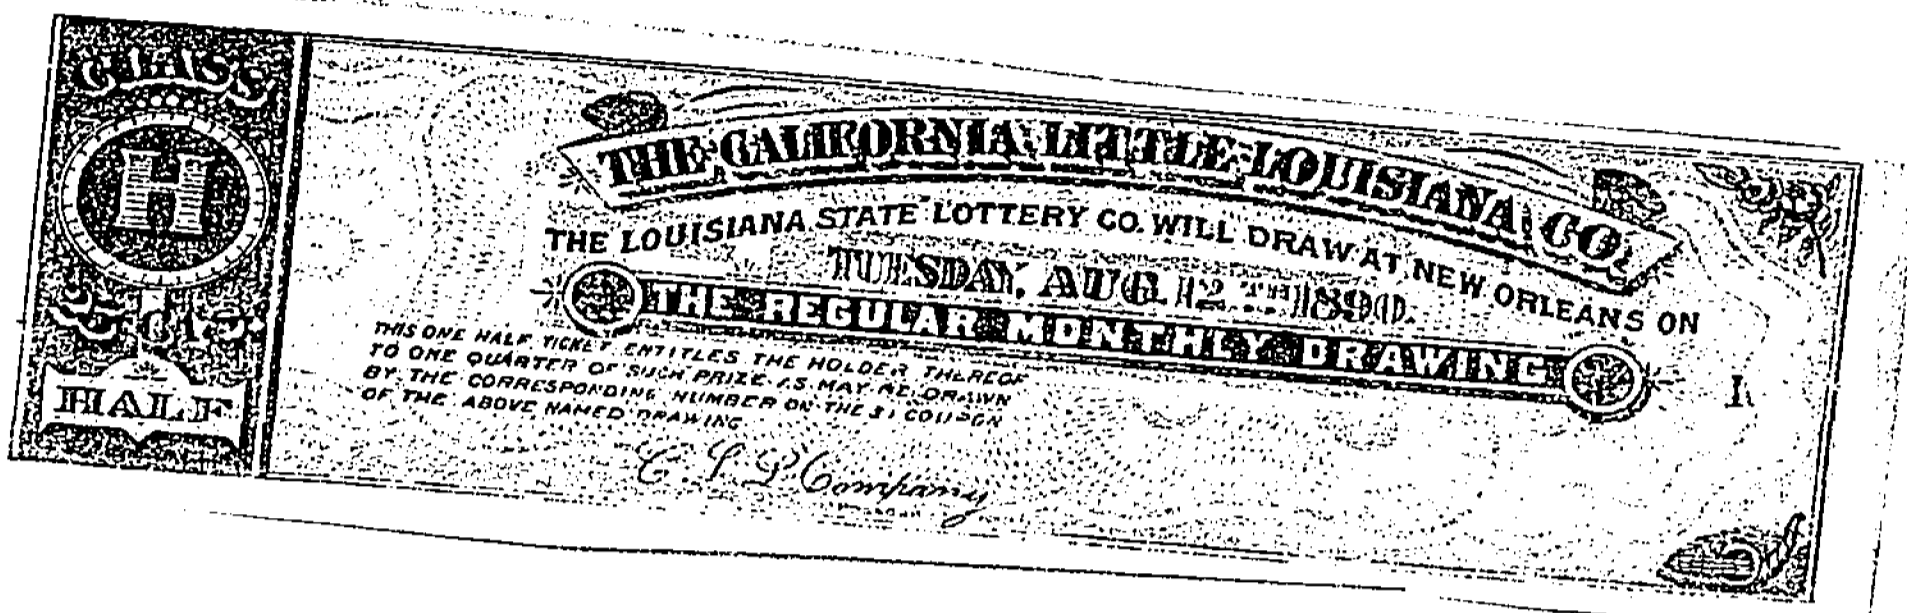 CLASS
H
HALF
THE CALIFORNIA LITTLE LOUISIANA CO.
THE LOUISIANA STATE LOTTERY CO. WILL DRAW AT NEW ORLEANS ON
TUESDAY, AUG. 12TH 1890.
THE REGULAR MONTHLY DRAWING
THIS ONE HALF TICKET ENTITLES THE HOLDER THEREOF
TO ONE QUARTER OF SUCH PRIZE AS MAY BE DRAWN
BY THE CORRESPONDING NUMBER ON THE $1 COUPON
OF THE ABOVE NAMED DRAWING
C. L. L. Company